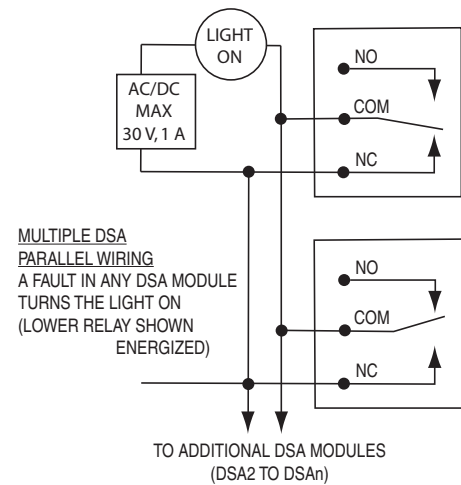 LIGHT
ON
AC/DC
MAX
30 V, 1 A
NO
COM
NC
MULTIPLE DSA
PARALLEL WIRING
A FAULT IN ANY DSA MODULE
TURNS THE LIGHT ON
(LOWER RELAY SHOWN
ENERGIZED)
NO
COM
NC
TO ADDITIONAL DSA MODULES
(DSA2 TO DSAn)